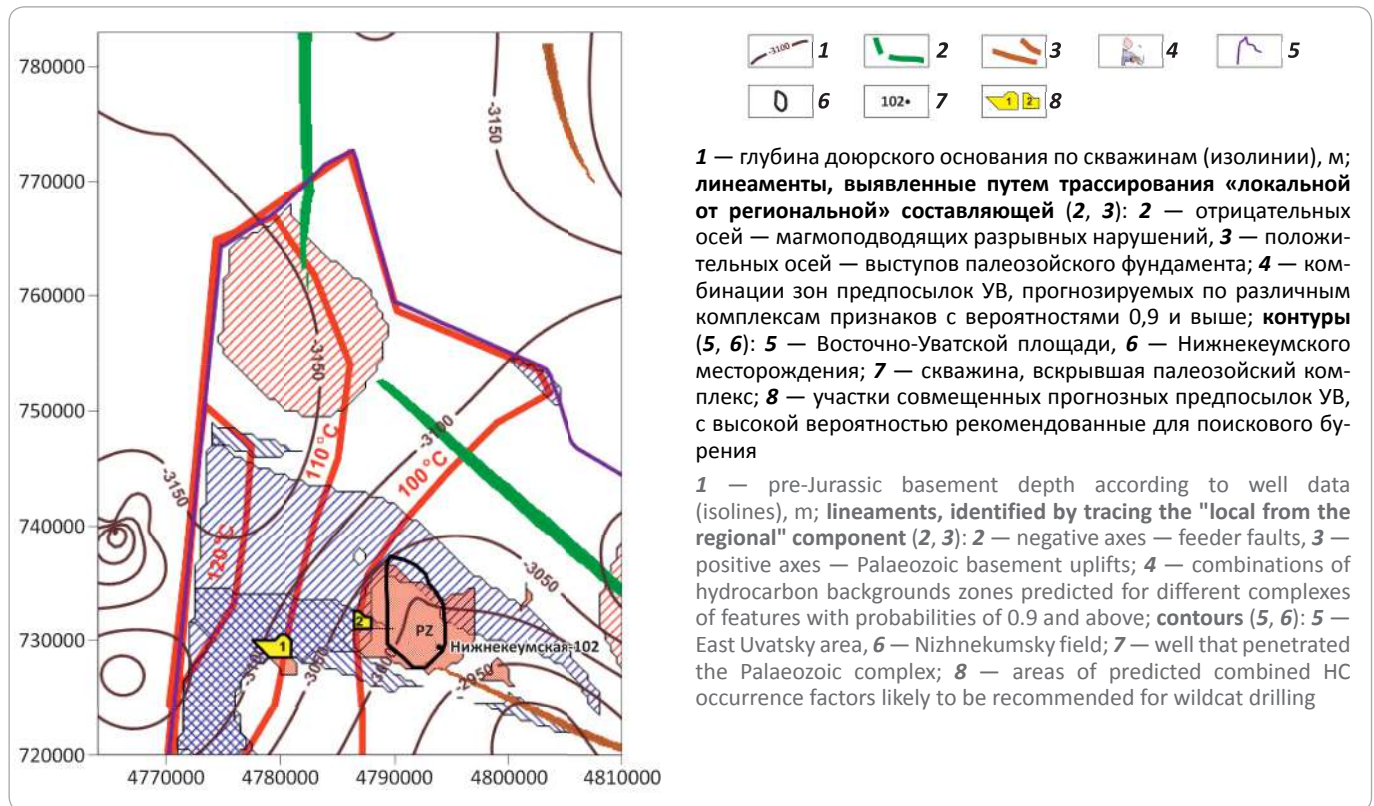 780000
770000
760000
750000
740000
730000
720000
4770000 4780000 4790000 4800000 4810000
-3150
-3150
-3150
-3100
-3050
-3050
-2950
110°C
100°C
120°C
PZ
Нижнекеумская-102
1
2
-3100 1
2
3
4
5
6
102• 7
1 2 8
1 — глубина доюрского основания по скважинам (изолинии), м;
линеаменты, выявленные путем трассирования «локальной
от региональной» составляющей (2, 3): 2 — отрицательных
осей — магмоподводящих разрывных нарушений, 3 — положи-
тельных осей — выступов палеозойского фундамента; 4 — ком-
бинации зон предпосылок УВ, прогнозируемых по различным
комплексам признаков с вероятностями 0,9 и выше; контуры
(5, 6): 5 — Восточно-Уватской площади, 6 — Нижнекеумского
месторождения; 7 — скважина, вскрывшая палеозойский ком-
плекс; 8 — участки совмещенных прогнозных предпосылок УВ,
с высокой вероятностью рекомендованные для поискового бу-
рения
1 — pre-Jurassic basement depth according to well data
(isolines), m; lineaments, identified by tracing the "local from the
regional" component (2, 3): 2 — negative axes — feeder faults, 3 —
positive axes — Palaeozoic basement uplifts; 4 — combinations of
hydrocarbon backgrounds zones predicted for different complexes
of features with probabilities of 0.9 and above; contours (5, 6): 5 —
East Uvatsky area, 6 — Nizhnekumsky field; 7 — well that penetrated
the Palaeozoic complex; 8 — areas of predicted combined HC
occurrence factors likely to be recommended for wildcat drilling